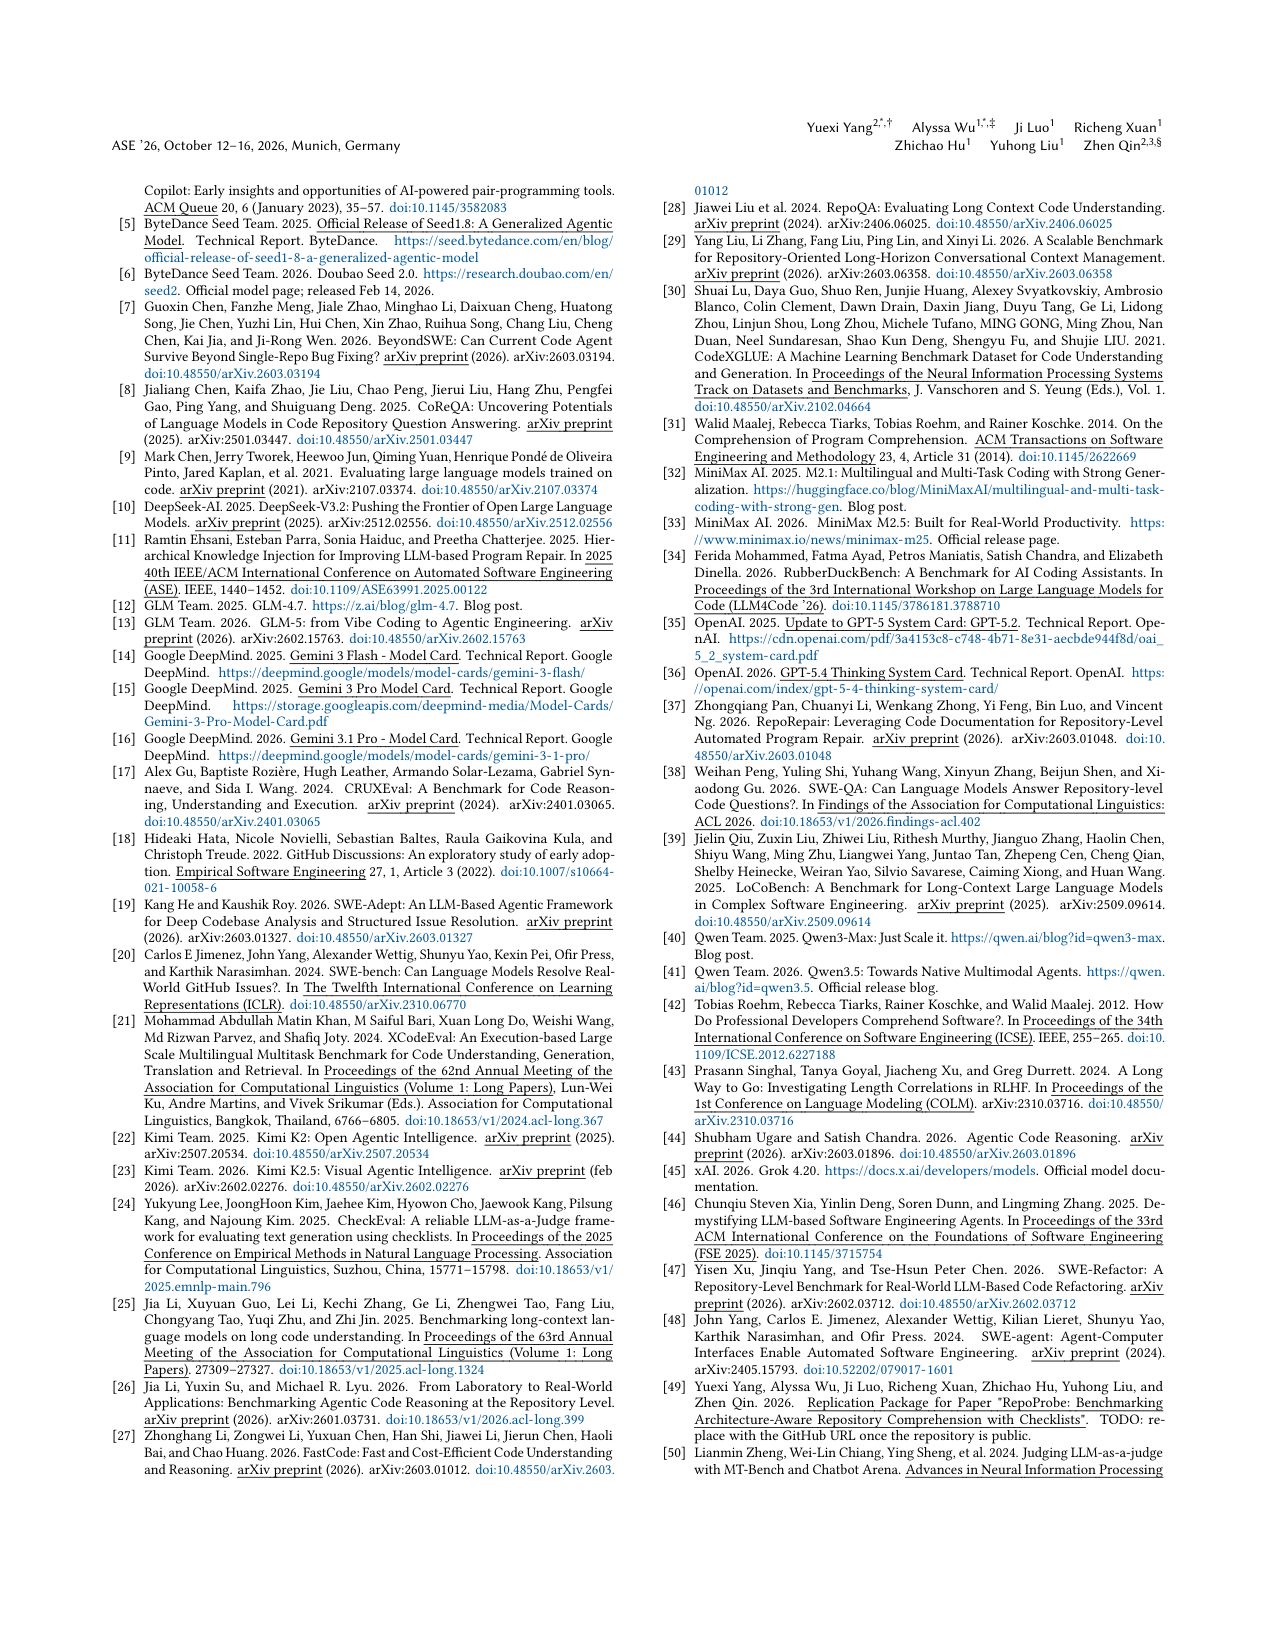 ASE ’26, October 12–16, 2026, Munich, Germany
Yuexi Yang2,*,† Alyssa Wu1,*,‡ Ji Luo1 Richeng Xuan1
Zhichao Hu1 Yuhong Liu1 Zhen Qin2,3,§
Copilot: Early insights and opportunities of AI-powered pair-programming tools.
ACM Queue 20, 6 (January 2023), 35–57. doi:10.1145/3582083
[5] ByteDance Seed Team. 2025. Official Release of Seed1.8: A Generalized Agentic
Model. Technical Report. ByteDance. https://seed.bytedance.com/en/blog/
official-release-of-seed1-8-a-generalized-agentic-model
[6] ByteDance Seed Team. 2026. Doubao Seed 2.0. https://research.doubao.com/en/
seed2. Official model page; released Feb 14, 2026.
[7] Guoxin Chen, Fanzhe Meng, Jiale Zhao, Minghao Li, Daixuan Cheng, Huatong
Song, Jie Chen, Yuzhi Lin, Hui Chen, Xin Zhao, Ruihua Song, Chang Liu, Cheng
Chen, Kai Jia, and Ji-Rong Wen. 2026. BeyondSWE: Can Current Code Agent
Survive Beyond Single-Repo Bug Fixing? arXiv preprint (2026). arXiv:2603.03194.
doi:10.48550/arXiv.2603.03194
[8] Jialiang Chen, Kaifa Zhao, Jie Liu, Chao Peng, Jierui Liu, Hang Zhu, Pengfei
Gao, Ping Yang, and Shuiguang Deng. 2025. CoReQA: Uncovering Potentials
of Language Models in Code Repository Question Answering. arXiv preprint
(2025). arXiv:2501.03447. doi:10.48550/arXiv.2501.03447
[9] Mark Chen, Jerry Tworek, Heewoo Jun, Qiming Yuan, Henrique Pondé de Oliveira
Pinto, Jared Kaplan, et al. 2021. Evaluating large language models trained on
code. arXiv preprint (2021). arXiv:2107.03374. doi:10.48550/arXiv.2107.03374
[10] DeepSeek-AI. 2025. DeepSeek-V3.2: Pushing the Frontier of Open Large Language
Models. arXiv preprint (2025). arXiv:2512.02556. doi:10.48550/arXiv.2512.02556
[11] Ramtin Ehsani, Esteban Parra, Sonia Haiduc, and Preetha Chatterjee. 2025. Hier-
archical Knowledge Injection for Improving LLM-based Program Repair. In 2025
40th IEEE/ACM International Conference on Automated Software Engineering
(ASE). IEEE, 1440–1452. doi:10.1109/ASE63991.2025.00122
[12] GLM Team. 2025. GLM-4.7. https://z.ai/blog/glm-4.7. Blog post.
[13] GLM Team. 2026. GLM-5: from Vibe Coding to Agentic Engineering. arXiv
preprint (2026). arXiv:2602.15763. doi:10.48550/arXiv.2602.15763
[14] Google DeepMind. 2025. Gemini 3 Flash - Model Card. Technical Report. Google
DeepMind. https://deepmind.google/models/model-cards/gemini-3-flash/
[15] Google DeepMind. 2025. Gemini 3 Pro Model Card. Technical Report. Google
DeepMind. https://storage.googleapis.com/deepmind-media/Model-Cards/
Gemini-3-Pro-Model-Card.pdf
[16] Google DeepMind. 2026. Gemini 3.1 Pro - Model Card. Technical Report. Google
DeepMind. https://deepmind.google/models/model-cards/gemini-3-1-pro/
[17] Alex Gu, Baptiste Rozière, Hugh Leather, Armando Solar-Lezama, Gabriel Syn-
naeve, and Sida I. Wang. 2024. CRUXEval: A Benchmark for Code Reason-
ing, Understanding and Execution. arXiv preprint (2024). arXiv:2401.03065.
doi:10.48550/arXiv.2401.03065
[18] Hideaki Hata, Nicole Novielli, Sebastian Baltes, Raula Gaikovina Kula, and
Christoph Treude. 2022. GitHub Discussions: An exploratory study of early adop-
tion. Empirical Software Engineering 27, 1, Article 3 (2022). doi:10.1007/s10664-
021-10058-6
[19] Kang He and Kaushik Roy. 2026. SWE-Adept: An LLM-Based Agentic Framework
for Deep Codebase Analysis and Structured Issue Resolution. arXiv preprint
(2026). arXiv:2603.01327. doi:10.48550/arXiv.2603.01327
[20] Carlos E Jimenez, John Yang, Alexander Wettig, Shunyu Yao, Kexin Pei, Ofir Press,
and Karthik Narasimhan. 2024. SWE-bench: Can Language Models Resolve Real-
World GitHub Issues?. In The Twelfth International Conference on Learning
Representations (ICLR). doi:10.48550/arXiv.2310.06770
[21] Mohammad Abdullah Matin Khan, M Saiful Bari, Xuan Long Do, Weishi Wang,
Md Rizwan Parvez, and Shafiq Joty. 2024. XCodeEval: An Execution-based Large
Scale Multilingual Multitask Benchmark for Code Understanding, Generation,
Translation and Retrieval. In Proceedings of the 62nd Annual Meeting of the
Association for Computational Linguistics (Volume 1: Long Papers), Lun-Wei
Ku, Andre Martins, and Vivek Srikumar (Eds.). Association for Computational
Linguistics, Bangkok, Thailand, 6766–6805. doi:10.18653/v1/2024.acl-long.367
[22] Kimi Team. 2025. Kimi K2: Open Agentic Intelligence. arXiv preprint (2025).
arXiv:2507.20534. doi:10.48550/arXiv.2507.20534
[23] Kimi Team. 2026. Kimi K2.5: Visual Agentic Intelligence. arXiv preprint (feb
2026). arXiv:2602.02276. doi:10.48550/arXiv.2602.02276
[24] Yukyung Lee, JoongHoon Kim, Jaehee Kim, Hyowon Cho, Jaewook Kang, Pilsung
Kang, and Najoung Kim. 2025. CheckEval: A reliable LLM-as-a-Judge frame-
work for evaluating text generation using checklists. In Proceedings of the 2025
Conference on Empirical Methods in Natural Language Processing. Association
for Computational Linguistics, Suzhou, China, 15771–15798. doi:10.18653/v1/
2025.emnlp-main.796
[25] Jia Li, Xuyuan Guo, Lei Li, Kechi Zhang, Ge Li, Zhengwei Tao, Fang Liu,
Chongyang Tao, Yuqi Zhu, and Zhi Jin. 2025. Benchmarking long-context lan-
guage models on long code understanding. In Proceedings of the 63rd Annual
Meeting of the Association for Computational Linguistics (Volume 1: Long
Papers). 27309–27327. doi:10.18653/v1/2025.acl-long.1324
[26] Jia Li, Yuxin Su, and Michael R. Lyu. 2026. From Laboratory to Real-World
Applications: Benchmarking Agentic Code Reasoning at the Repository Level.
arXiv preprint (2026). arXiv:2601.03731. doi:10.18653/v1/2026.acl-long.399
[27] Zhonghang Li, Zongwei Li, Yuxuan Chen, Han Shi, Jiawei Li, Jierun Chen, Haoli
Bai, and Chao Huang. 2026. FastCode: Fast and Cost-Efficient Code Understanding
and Reasoning. arXiv preprint (2026). arXiv:2603.01012. doi:10.48550/arXiv.2603.
01012
[28] Jiawei Liu et al. 2024. RepoQA: Evaluating Long Context Code Understanding.
arXiv preprint (2024). arXiv:2406.06025. doi:10.48550/arXiv.2406.06025
[29] Yang Liu, Li Zhang, Fang Liu, Ping Lin, and Xinyi Li. 2026. A Scalable Benchmark
for Repository-Oriented Long-Horizon Conversational Context Management.
arXiv preprint (2026). arXiv:2603.06358. doi:10.48550/arXiv.2603.06358
[30] Shuai Lu, Daya Guo, Shuo Ren, Junjie Huang, Alexey Svyatkovskiy, Ambrosio
Blanco, Colin Clement, Dawn Drain, Daxin Jiang, Duyu Tang, Ge Li, Lidong
Zhou, Linjun Shou, Long Zhou, Michele Tufano, MING GONG, Ming Zhou, Nan
Duan, Neel Sundaresan, Shao Kun Deng, Shengyu Fu, and Shujie LIU. 2021.
CodeXGLUE: A Machine Learning Benchmark Dataset for Code Understanding
and Generation. In Proceedings of the Neural Information Processing Systems
Track on Datasets and Benchmarks, J. Vanschoren and S. Yeung (Eds.), Vol. 1.
doi:10.48550/arXiv.2102.04664
[31] Walid Maalej, Rebecca Tiarks, Tobias Roehm, and Rainer Koschke. 2014. On the
Comprehension of Program Comprehension. ACM Transactions on Software
Engineering and Methodology 23, 4, Article 31 (2014). doi:10.1145/2622669
[32] MiniMax AI. 2025. M2.1: Multilingual and Multi-Task Coding with Strong Gener-
alization. https://huggingface.co/blog/MiniMaxAI/multilingual-and-multi-task-
coding-with-strong-gen. Blog post.
[33] MiniMax AI. 2026. MiniMax M2.5: Built for Real-World Productivity. https:
//www.minimax.io/news/minimax-m25. Official release page.
[34] Ferida Mohammed, Fatma Ayad, Petros Maniatis, Satish Chandra, and Elizabeth
Dinella. 2026. RubberDuckBench: A Benchmark for AI Coding Assistants. In
Proceedings of the 3rd International Workshop on Large Language Models for
Code (LLM4Code ’26). doi:10.1145/3786181.3788710
[35] OpenAI. 2025. Update to GPT-5 System Card: GPT-5.2. Technical Report. Ope-
nAI. https://cdn.openai.com/pdf/3a4153c8-c748-4b71-8e31-aecbde944f8d/oai_
5_2_system-card.pdf
[36] OpenAI. 2026. GPT-5.4 Thinking System Card. Technical Report. OpenAI. https:
//openai.com/index/gpt-5-4-thinking-system-card/
[37] Zhongqiang Pan, Chuanyi Li, Wenkang Zhong, Yi Feng, Bin Luo, and Vincent
Ng. 2026. RepoRepair: Leveraging Code Documentation for Repository-Level
Automated Program Repair. arXiv preprint (2026). arXiv:2603.01048. doi:10.
48550/arXiv.2603.01048
[38] Weihan Peng, Yuling Shi, Yuhang Wang, Xinyun Zhang, Beijun Shen, and Xi-
aodong Gu. 2026. SWE-QA: Can Language Models Answer Repository-level
Code Questions?. In Findings of the Association for Computational Linguistics:
ACL 2026. doi:10.18653/v1/2026.findings-acl.402
[39] Jielin Qiu, Zuxin Liu, Zhiwei Liu, Rithesh Murthy, Jianguo Zhang, Haolin Chen,
Shiyu Wang, Ming Zhu, Liangwei Yang, Juntao Tan, Zhepeng Cen, Cheng Qian,
Shelby Heinecke, Weiran Yao, Silvio Savarese, Caiming Xiong, and Huan Wang.
2025. LoCoBench: A Benchmark for Long-Context Large Language Models
in Complex Software Engineering. arXiv preprint (2025). arXiv:2509.09614.
doi:10.48550/arXiv.2509.09614
[40] Qwen Team. 2025. Qwen3-Max: Just Scale it. https://qwen.ai/blog?id=qwen3-max.
Blog post.
[41] Qwen Team. 2026. Qwen3.5: Towards Native Multimodal Agents. https://qwen.
ai/blog?id=qwen3.5. Official release blog.
[42] Tobias Roehm, Rebecca Tiarks, Rainer Koschke, and Walid Maalej. 2012. How
Do Professional Developers Comprehend Software?. In Proceedings of the 34th
International Conference on Software Engineering (ICSE). IEEE, 255–265. doi:10.
1109/ICSE.2012.6227188
[43] Prasann Singhal, Tanya Goyal, Jiacheng Xu, and Greg Durrett. 2024. A Long
Way to Go: Investigating Length Correlations in RLHF. In Proceedings of the
1st Conference on Language Modeling (COLM). arXiv:2310.03716. doi:10.48550/
arXiv.2310.03716
[44] Shubham Ugare and Satish Chandra. 2026. Agentic Code Reasoning. arXiv
preprint (2026). arXiv:2603.01896. doi:10.48550/arXiv.2603.01896
[45] xAI. 2026. Grok 4.20. https://docs.x.ai/developers/models. Official model docu-
mentation.
[46] Chunqiu Steven Xia, Yinlin Deng, Soren Dunn, and Lingming Zhang. 2025. De-
mystifying LLM-based Software Engineering Agents. In Proceedings of the 33rd
ACM International Conference on the Foundations of Software Engineering
(FSE 2025). doi:10.1145/3715754
[47] Yisen Xu, Jinqiu Yang, and Tse-Hsun Peter Chen. 2026. SWE-Refactor: A
Repository-Level Benchmark for Real-World LLM-Based Code Refactoring. arXiv
preprint (2026). arXiv:2602.03712. doi:10.48550/arXiv.2602.03712
[48] John Yang, Carlos E. Jimenez, Alexander Wettig, Kilian Lieret, Shunyu Yao,
Karthik Narasimhan, and Ofir Press. 2024. SWE-agent: Agent-Computer
Interfaces Enable Automated Software Engineering. arXiv preprint (2024).
arXiv:2405.15793. doi:10.52202/079017-1601
[49] Yuexi Yang, Alyssa Wu, Ji Luo, Richeng Xuan, Zhichao Hu, Yuhong Liu, and
Zhen Qin. 2026. Replication Package for Paper "RepoProbe: Benchmarking
Architecture-Aware Repository Comprehension with Checklists". TODO: re-
place with the GitHub URL once the repository is public.
[50] Lianmin Zheng, Wei-Lin Chiang, Ying Sheng, et al. 2024. Judging LLM-as-a-judge
with MT-Bench and Chatbot Arena. Advances in Neural Information Processing